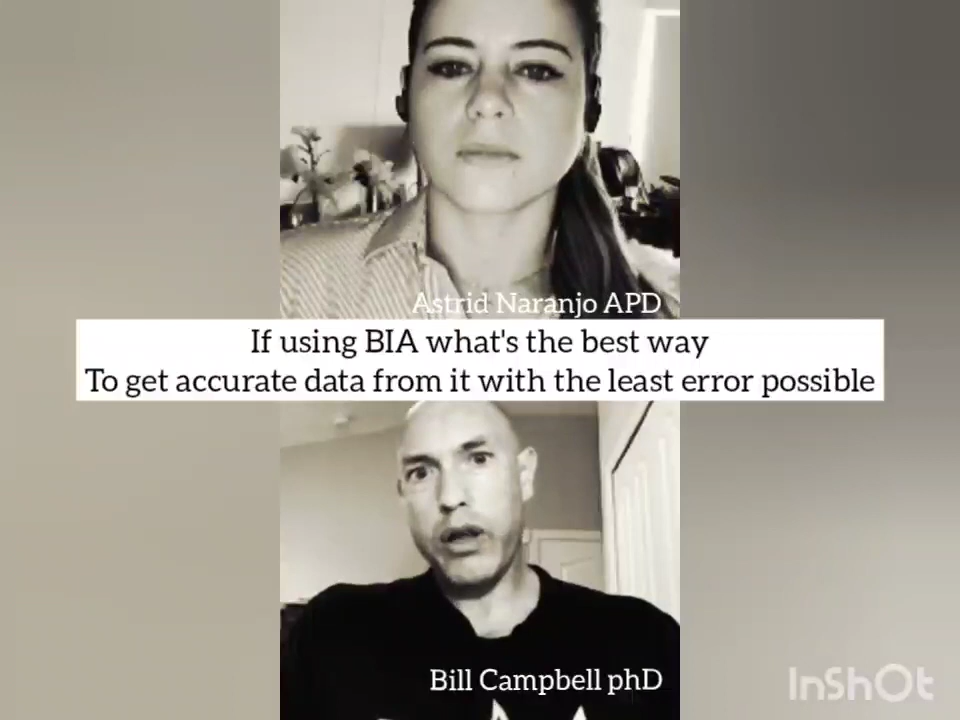 Astrid Naranjo APD
If using BIA what's the best way
To get accurate data from it with the least error possible
Bill Campbell phD
InShOt